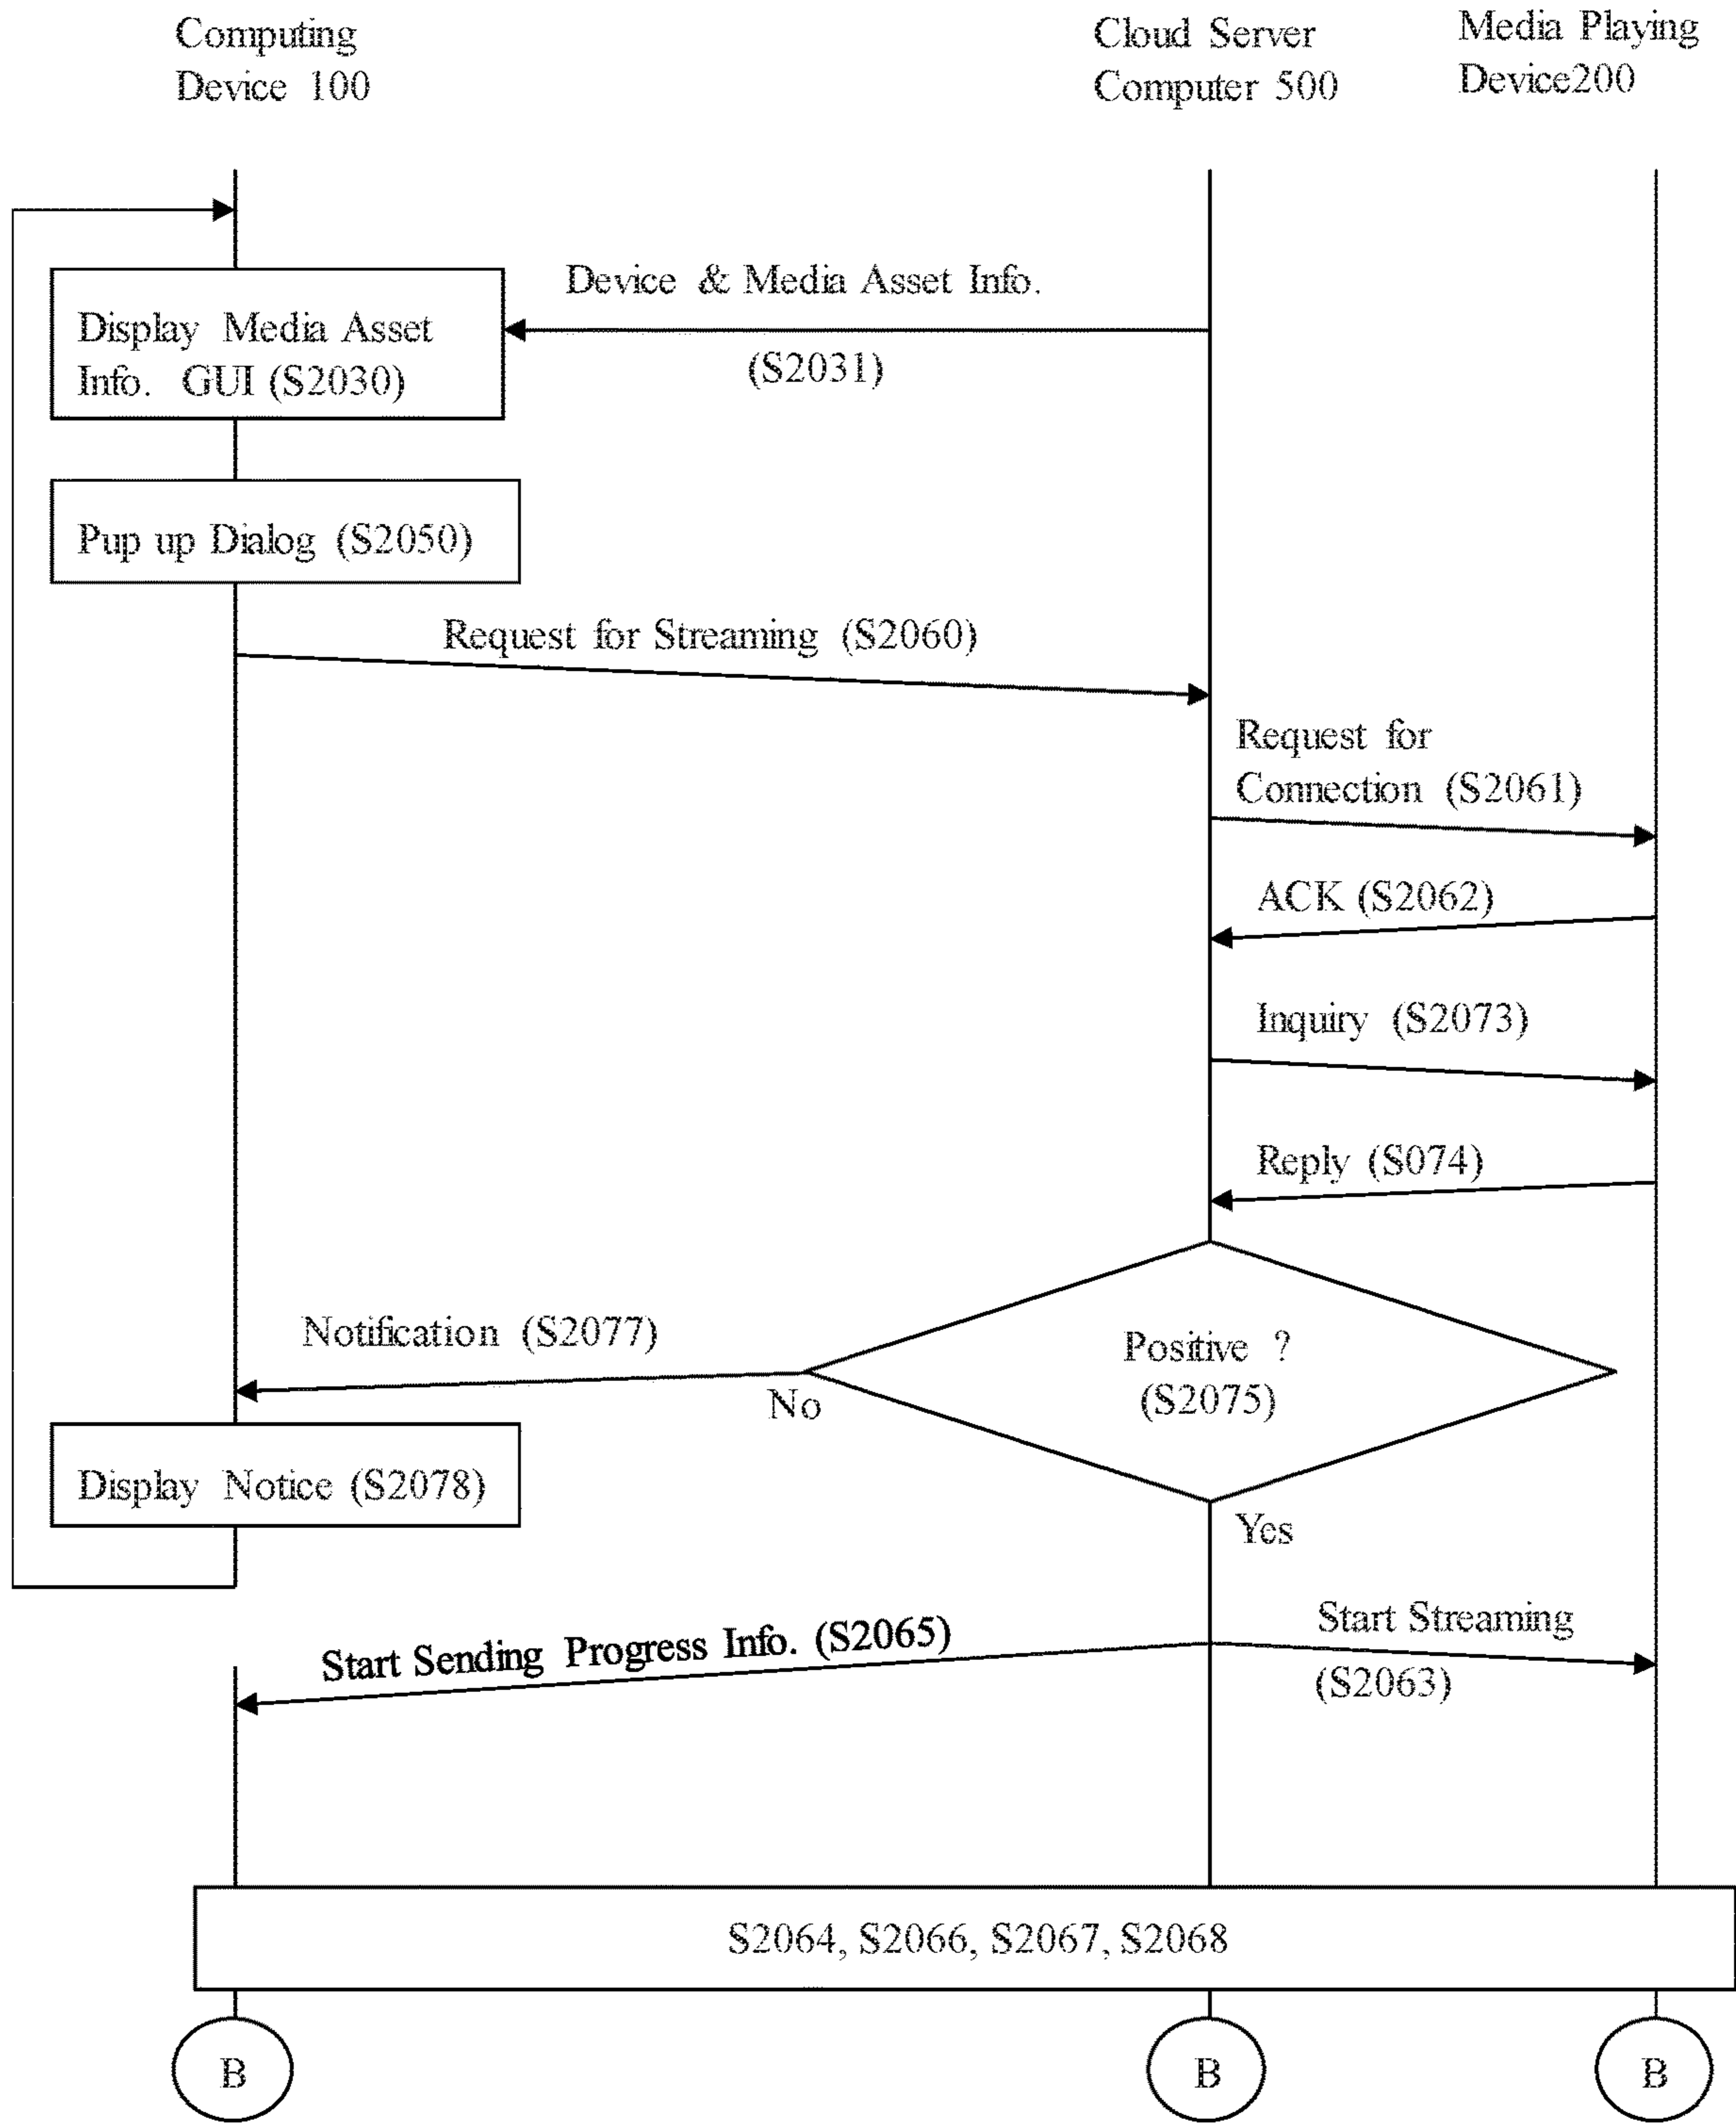 Computing
Device 100
Cloud Server
Computer 500
Media Playing
Device200
Device & Media Asset Info.
(S2031)
Display Media Asset
Info. GUI (S2030)
Pup up Dialog (S2050)
Request for Streaming (S2060)
Request for
Connection (S2061)
ACK (S2062)
Inquiry (S2073)
Reply (S074)
Notification (S2077)
No
Positive ?
(S2075)
Display Notice (S2078)
Yes
Start Sending Progress Info. (S2065)
Start Streaming
(S2063)
S2064, S2066, S2067, S2068
B
B
B